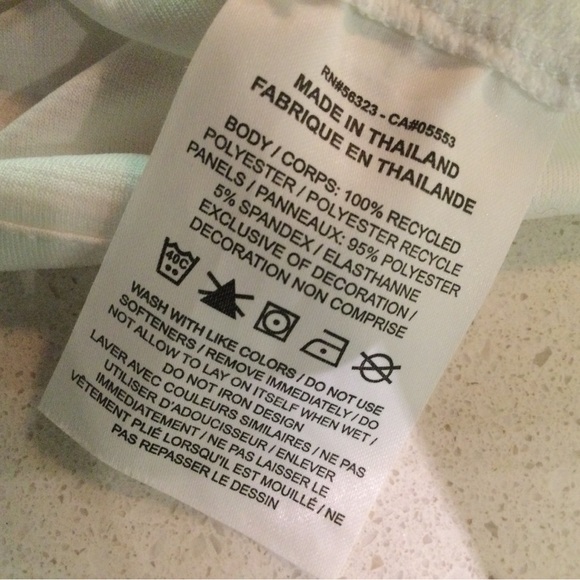 RN#56323 - CA#05553
MADE IN THAILAND
FABRIQUE EN THAILANDE
BODY / CORPS: 100% RECYCLED
POLYESTER / POLYESTER RECYCLE
PANELS / PANNEAUX: 95% POLYESTER
5% SPANDEX / ELASTHANNE
EXCLUSIVE OF DECORATION /
DECORATION NON COMPRISE
40C
WASH WITH LIKE COLORS / DO NOT USE
SOFTENERS / REMOVE IMMEDIATELY / DO
NOT ALLOW TO LAY ON ITSELF WHEN WET /
DO NOT IRON DESIGN
LAVER AVEC COULEURS SIMILAIRES / NE PAS
UTILISER D'ADOUCISSEUR / ENLEVER
IMMEDIATEMENT / NE PAS LAISSER LE
VÊTEMENT PLIÉ LORSQU'IL EST MOUILLÉ / NE
PAS REPASSER LE DESSIN